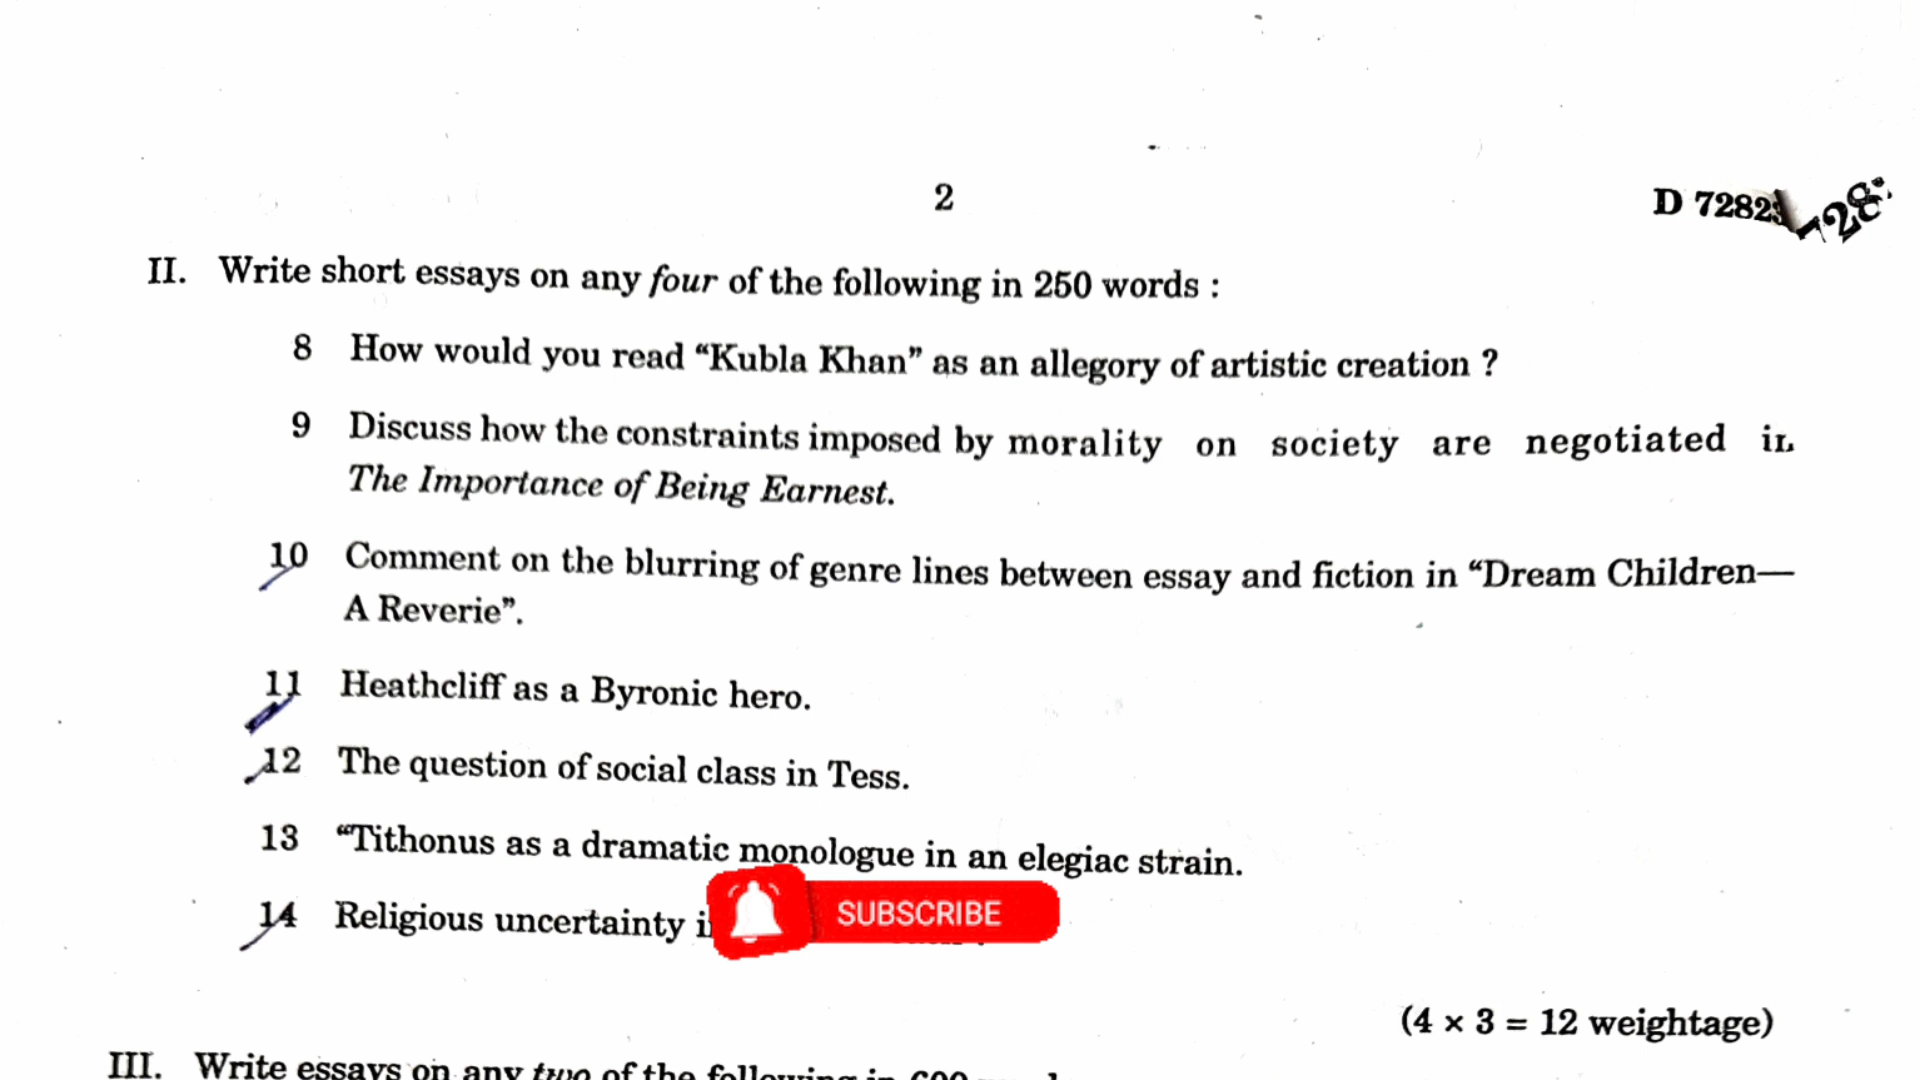 2
D 7282
728
II. Write short essays on any four of the following in 250 words :
8 How would you read “Kubla Khan” as an allegory of artistic creation ?
9 Discuss how the constraints imposed by morality on society are negotiated in
The Importance of Being Earnest.
10 Comment on the blurring of genre lines between essay and fiction in “Dream Children—
A Reverie”.
11 Heathcliff as a Byronic hero.
12 The question of social class in Tess.
13 “Tithonus as a dramatic monologue in an elegiac strain.
14 Religious uncertainty
SUBSCRIBE
(4 × 3 = 12 weightage)
III. Write essays on any two of the following in 600